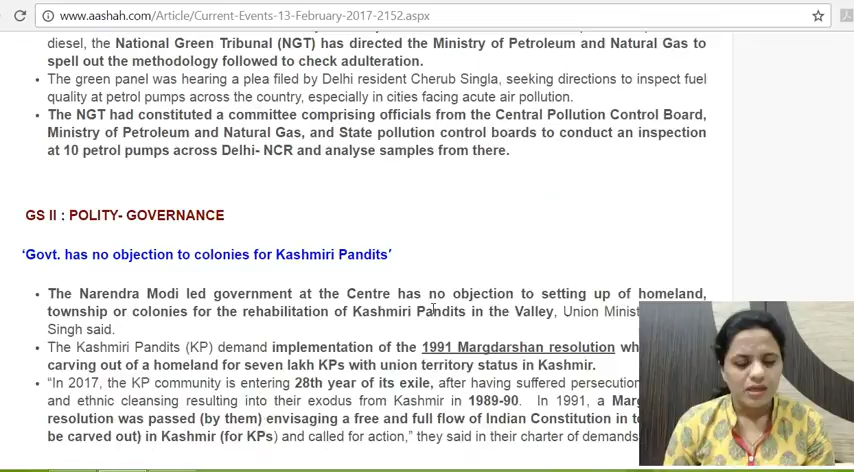 www.aashah.com/Article/Current-Events-13-February-2017-2152.aspx
diesel, the National Green Tribunal (NGT) has directed the Ministry of Petroleum and Natural Gas to
spell out the methodology followed to check adulteration.
• The green panel was hearing a plea filed by Delhi resident Cherub Singla, seeking directions to inspect fuel
quality at petrol pumps across the country, especially in cities facing acute air pollution.
• The NGT had constituted a committee comprising officials from the Central Pollution Control Board,
Ministry of Petroleum and Natural Gas, and State pollution control boards to conduct an inspection
at 10 petrol pumps across Delhi- NCR and analyse samples from there.
GS II : POLITY- GOVERNANCE
‘Govt. has no objection to colonies for Kashmiri Pandits’
• The Narendra Modi led government at the Centre has no objection to setting up of homeland,
township or colonies for the rehabilitation of Kashmiri Pandits in the Valley, Union Minist
Singh said.
• The Kashmiri Pandits (KP) demand implementation of the 1991 Margdarshan resolution wh
carving out of a homeland for seven lakh KPs with union territory status in Kashmir.
• “In 2017, the KP community is entering 28th year of its exile, after having suffered persecution
and ethnic cleansing resulting into their exodus from Kashmir in 1989-90. In 1991, a Marg
resolution was passed (by them) envisaging a free and full flow of Indian Constitution in t
be carved out) in Kashmir (for KPs) and called for action,” they said in their charter of demands